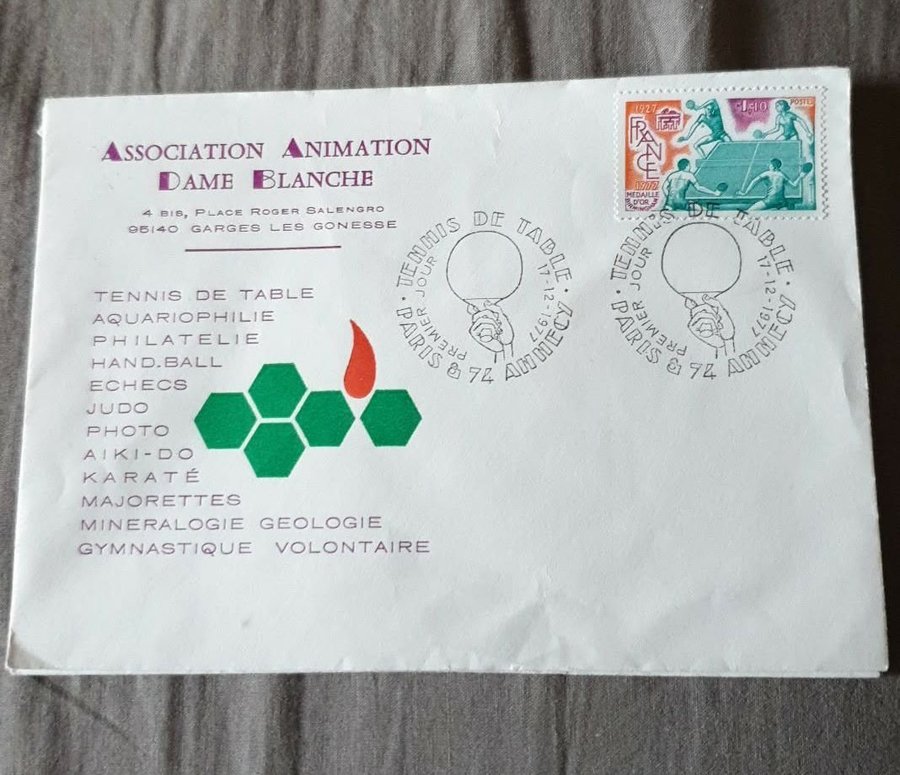 ASSOCIATION ANIMATION
DAME BLANCHE
4 BIS, PLACE ROGER SALENGRO
95140 GARGES LES GONESSE
TENNIS DE TABLE
AQUARIOPHILIE
PHILATELIE
HAND.BALL
ECHECS
JUDO
PHOTO
AIKI-DO
KARATÉ
MAJORETTES
MINERALOGIE GEOLOGIE
GYMNASTIQUE VOLONTAIRE
1927
FRANCE
1977
MÉDAILLE
D'OR
1,10
POSTE
· TENNIS DE TABLE ·
PARIS & 74 ANNECY
PREMIER JOUR
17-12-1977
· TENNIS DE TABLE ·
PARIS & 74 ANNECY
PREMIER JOUR
17-12-1977